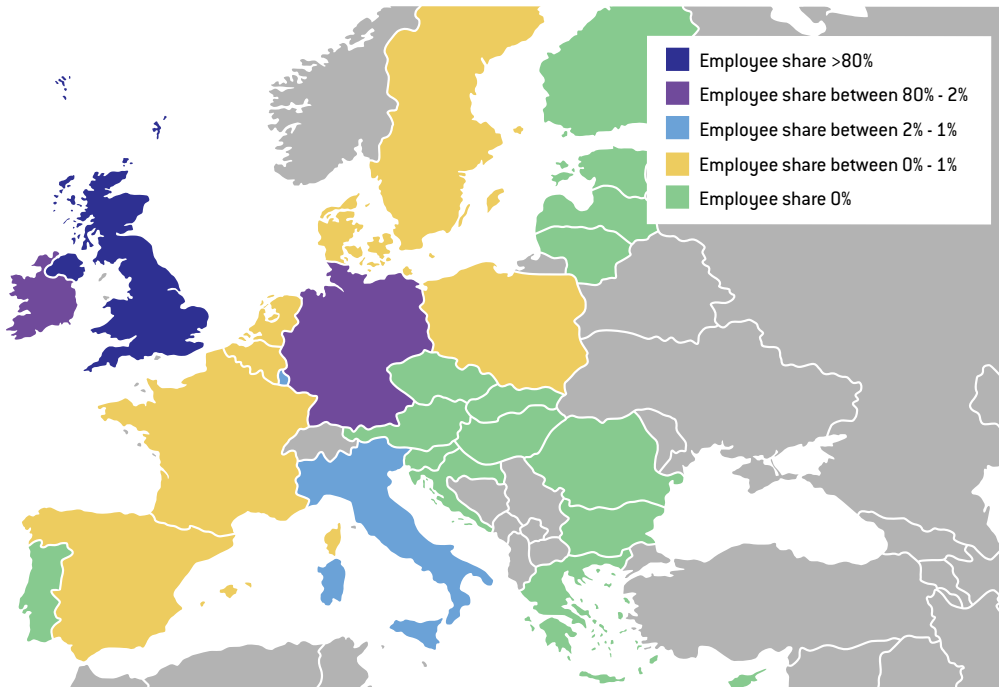 Employee share >80%
Employee share between 80% - 2%
Employee share between 2% - 1%
Employee share between 0% - 1%
Employee share 0%